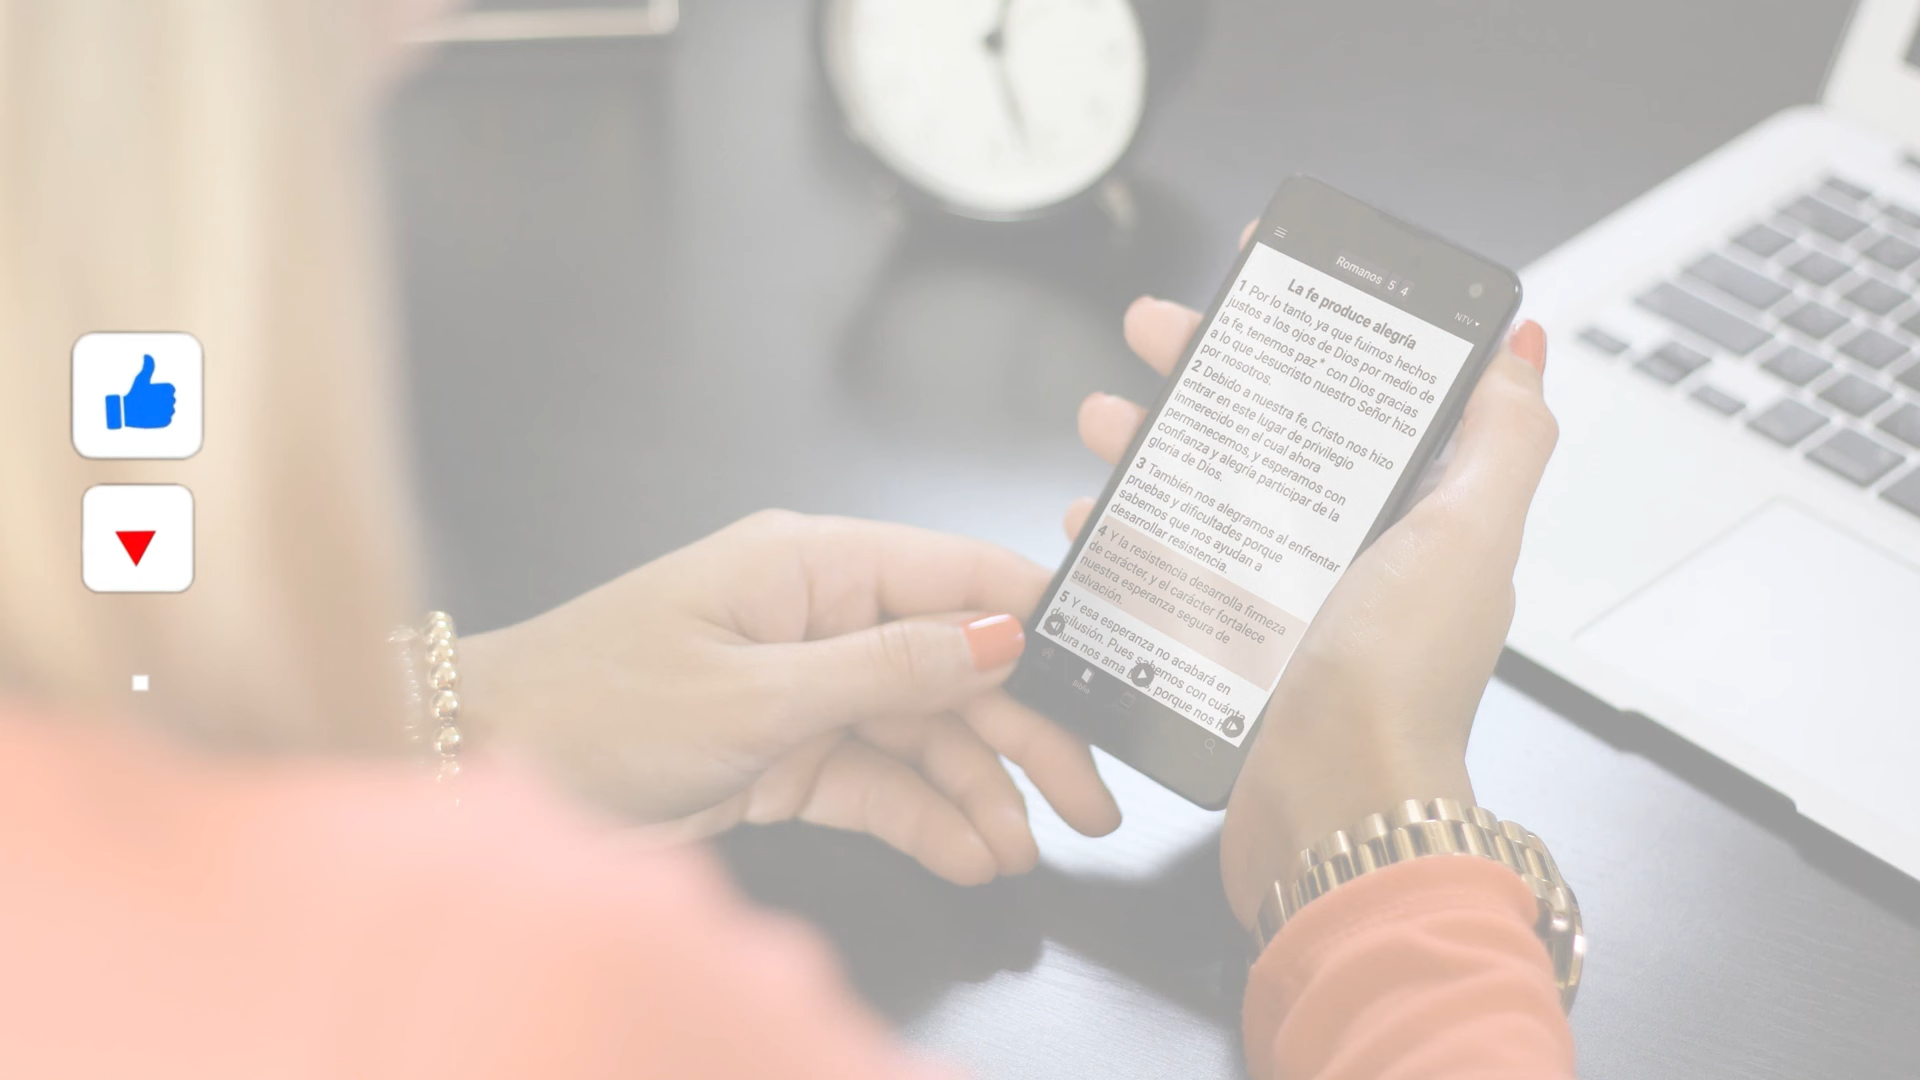 Romanos 5 4
NTV
La fe produce alegría
1 Por lo tanto, ya que fuimos hechos
justos a los ojos de Dios por medio de
la fe, tenemos paz* con Dios gracias
a lo que Jesucristo nuestro Señor hizo
por nosotros.
2 Debido a nuestra fe, Cristo nos hizo
entrar en este lugar de privilegio
inmerecido en el cual ahora
permanecemos, y esperamos con
confianza y alegría participar de la
gloria de Dios.
3 También nos alegramos al enfrentar
pruebas y dificultades porque
sabemos que nos ayudan a
desarrollar resistencia.
4 Y la resistencia desarrolla firmeza
de carácter, y el carácter fortalece
nuestra esperanza segura de
salvación.
5 Y esa esperanza no acabará en
desilusión. Pues sabemos con cuánta
nos ama porque nos
Biblia